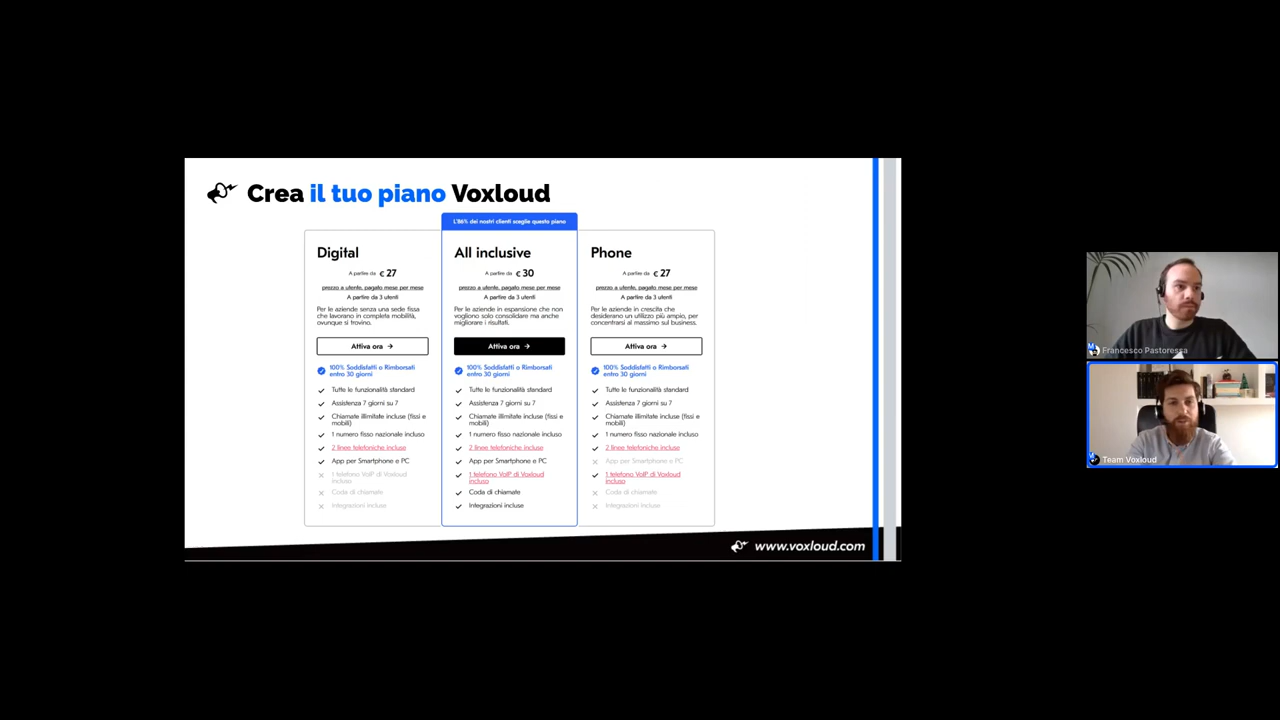 Crea il tuo piano Voxloud
L'86% dei nostri clienti sceglie questo piano
Digital
A partire da € 27
prezzo a utente, pagato mese per mese
A partire da 3 utenti
Per le aziende senza una sede fissa
che lavorano in completa mobilità,
ovunque si trovino.
Attiva ora →
100% Soddisfatti o Rimborsati
entro 30 giorni
Tutte le funzionalità standard
Assistenza 7 giorni su 7
Chiamate illimitate incluse (fissi e
mobili)
1 numero fisso nazionale incluso
2 linee telefoniche incluse
App per Smartphone e PC
1 telefono VoIP di Voxloud
incluso
Coda di chiamate
Integrazioni incluse
All inclusive
A partire da € 30
prezzo a utente, pagato mese per mese
A partire da 3 utenti
Per le aziende in espansione che non
vogliono solo consolidare ma anche
migliorare i risultati.
Attiva ora →
100% Soddisfatti o Rimborsati
entro 30 giorni
Tutte le funzionalità standard
Assistenza 7 giorni su 7
Chiamate illimitate incluse (fissi e
mobili)
1 numero fisso nazionale incluso
2 linee telefoniche incluse
App per Smartphone e PC
1 telefono VoIP di Voxloud
incluso
Coda di chiamate
Integrazioni incluse
Phone
A partire da € 27
prezzo a utente, pagato mese per mese
A partire da 3 utenti
Per le aziende in crescita che
desiderano un utilizzo più ampio, per
concentrarsi al massimo sul business.
Attiva ora →
100% Soddisfatti o Rimborsati
entro 30 giorni
Tutte le funzionalità standard
Assistenza 7 giorni su 7
Chiamate illimitate incluse (fissi e
mobili)
1 numero fisso nazionale incluso
2 linee telefoniche incluse
App per Smartphone e PC
1 telefono VoIP di Voxloud
incluso
Coda di chiamate
Integrazioni incluse
www.voxloud.com
Francesco Pastoressa
Team Voxloud